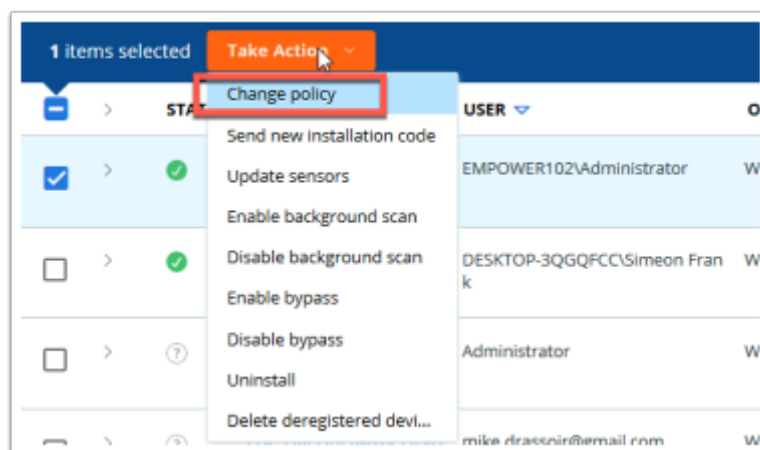 1 items selected Take Action
Change policy
STAT USER O
Send new installation code
EMPOWER102\Administrator W
Update sensors
Enable background scan
Disable background scan
DESKTOP-3QGQFCC\Simeon Fran W
k
Enable bypass
Disable bypass
Administrator W
Uninstall
Delete deregistered devi...
mike.drassoir@gmail.com W